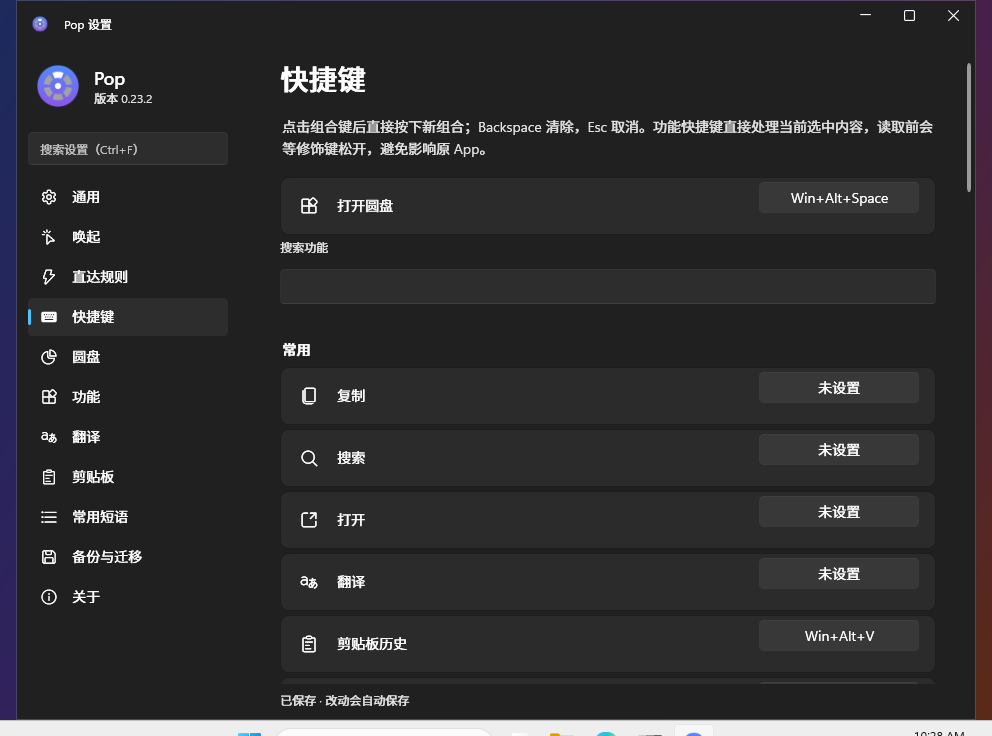 Pop 设置
Pop
版本 0.23.2
搜索设置（Ctrl+F）
通用
唤起
直达规则
快捷键
圆盘
功能
翻译
剪贴板
常用短语
备份与迁移
关于
快捷键
点击组合键后直接按下新组合；Backspace 清除，Esc 取消。功能快捷键直接处理当前选中内容，读取前会
等修饰键松开，避免影响原 App。
打开圆盘
Win+Alt+Space
搜索功能
常用
复制
未设置
搜索
未设置
打开
未设置
翻译
未设置
剪贴板历史
Win+Alt+V
已保存 · 改动会自动保存
10:28 AM